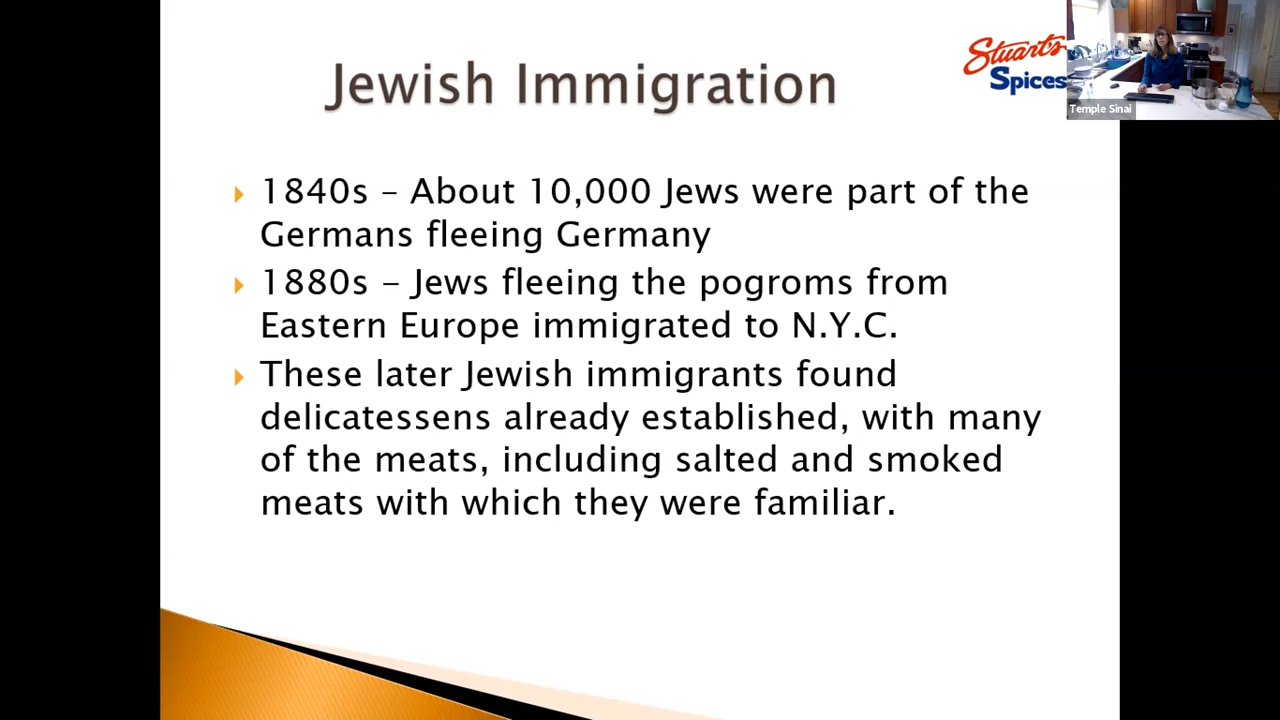 Jewish Immigration
Stuart's
Spices
Temple Sinai
1840s – About 10,000 Jews were part of the
Germans fleeing Germany
1880s – Jews fleeing the pogroms from
Eastern Europe immigrated to N.Y.C.
These later Jewish immigrants found
delicatessens already established, with many
of the meats, including salted and smoked
meats with which they were familiar.